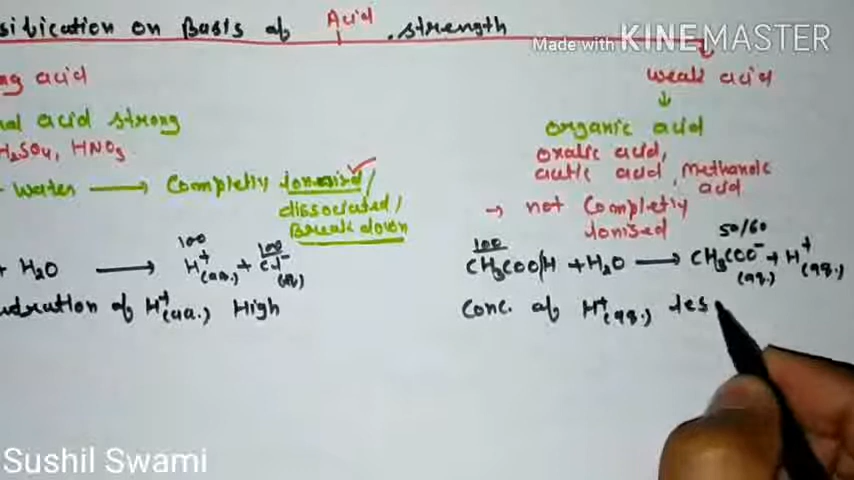 sification on Basis of Acid strength
Made with KINEMASTER
ng acid
al acid strong
H₂SO₄, HNO₃
+ Water ⟶ Completly Ionised /
dissociated /
Break down
100 100
+ H₂O ⟶ H⁺(aq.) + Cl⁻(aq)
ndration of H⁺(aq.) High
weak acid
↓
organic acid
oxalic acid,
acetic acid, Methanoic
acid
→ not Completly
Ionised
100 50/60
CH₃COOH + H₂O ⟶ CH₃COO⁻(aq.) + H⁺(aq.)
Conc. of H⁺(aq.) les
Sushil Swami